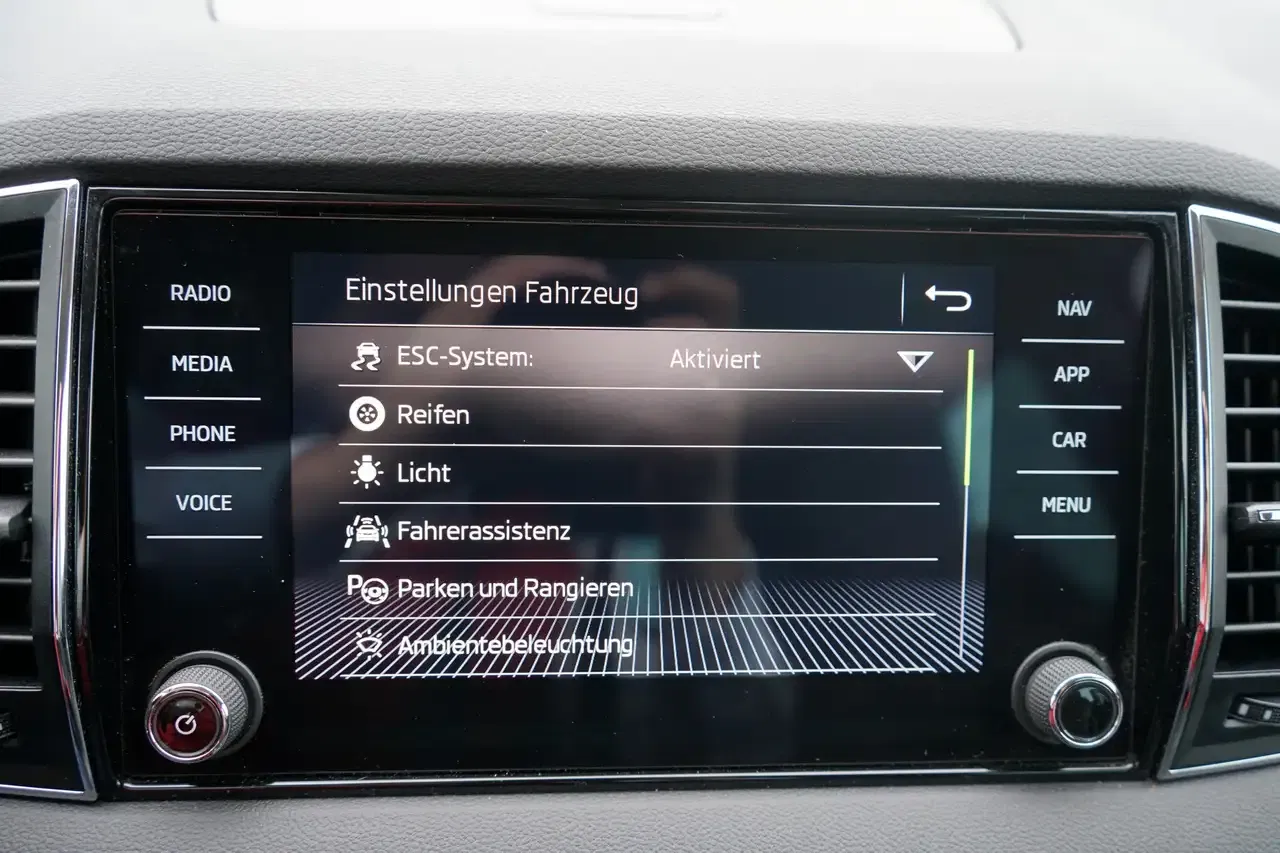 RADIO
MEDIA
PHONE
VOICE
Einstellungen Fahrzeug
ESC-System: Aktiviert
Reifen
Licht
Fahrerassistenz
P Parken und Rangieren
Ambientebeleuchtung
NAV
APP
CAR
MENU